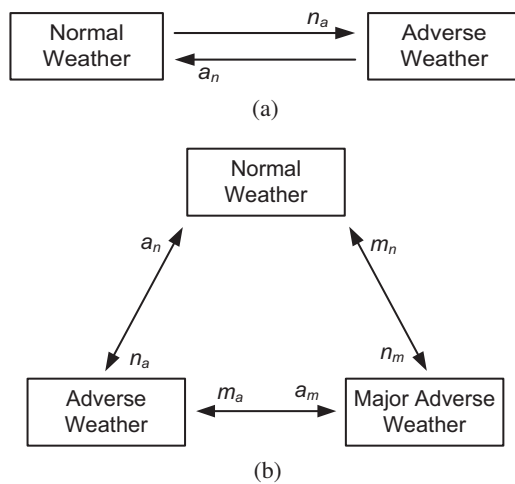 Normal
Weather
n_a
a_n
Adverse
Weather
(a)
Normal
Weather
a_n
m_n
n_a
n_m
Adverse
Weather
m_a
a_m
Major Adverse
Weather
(b)